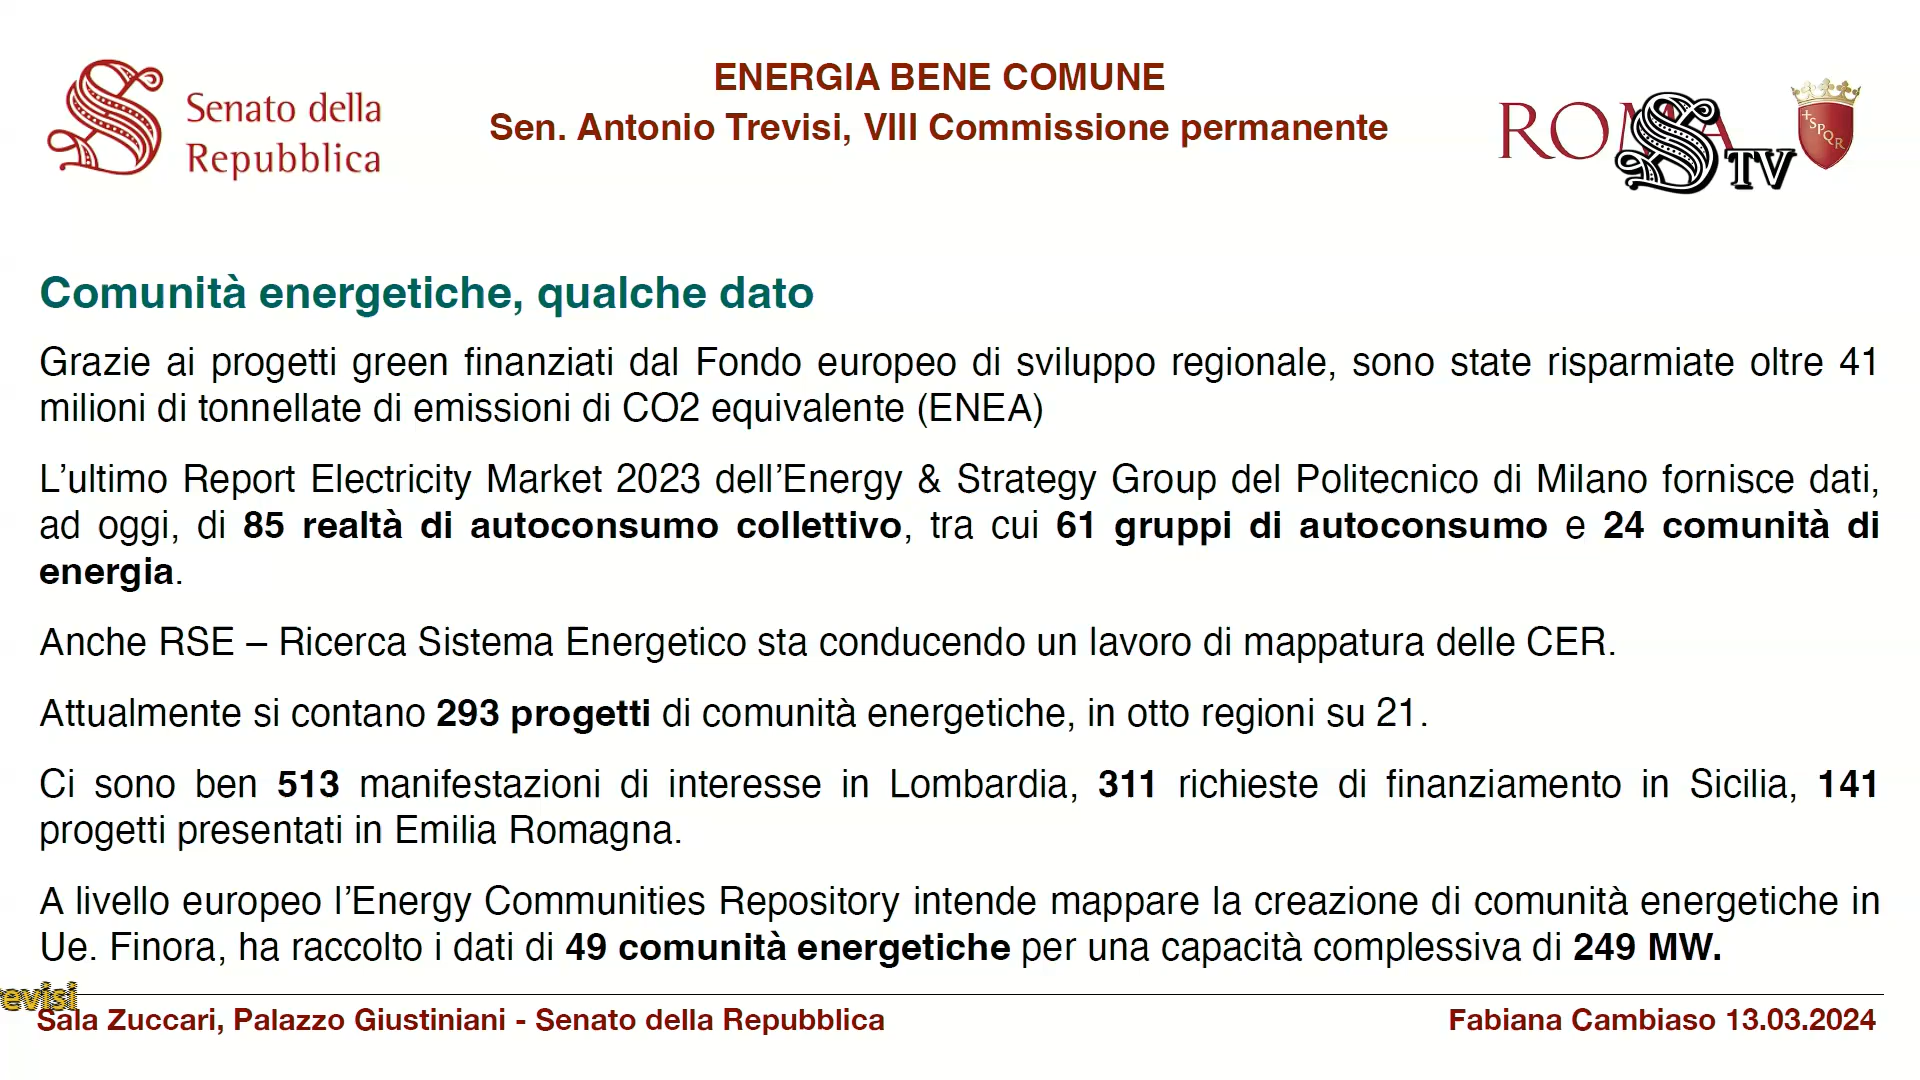 Senato della
Repubblica
ENERGIA BENE COMUNE
Sen. Antonio Trevisi, VIII Commissione permanente
ROMA
S TV
SPQR
Comunità energetiche, qualche dato
Grazie ai progetti green finanziati dal Fondo europeo di sviluppo regionale, sono state risparmiate oltre 41
milioni di tonnellate di emissioni di CO2 equivalente (ENEA)
L’ultimo Report Electricity Market 2023 dell’Energy & Strategy Group del Politecnico di Milano fornisce dati,
ad oggi, di 85 realtà di autoconsumo collettivo, tra cui 61 gruppi di autoconsumo e 24 comunità di
energia.
Anche RSE – Ricerca Sistema Energetico sta conducendo un lavoro di mappatura delle CER.
Attualmente si contano 293 progetti di comunità energetiche, in otto regioni su 21.
Ci sono ben 513 manifestazioni di interesse in Lombardia, 311 richieste di finanziamento in Sicilia, 141
progetti presentati in Emilia Romagna.
A livello europeo l’Energy Communities Repository intende mappare la creazione di comunità energetiche in
Ue. Finora, ha raccolto i dati di 49 comunità energetiche per una capacità complessiva di 249 MW.
evisi
Sala Zuccari, Palazzo Giustiniani - Senato della Repubblica
Fabiana Cambiaso 13.03.2024